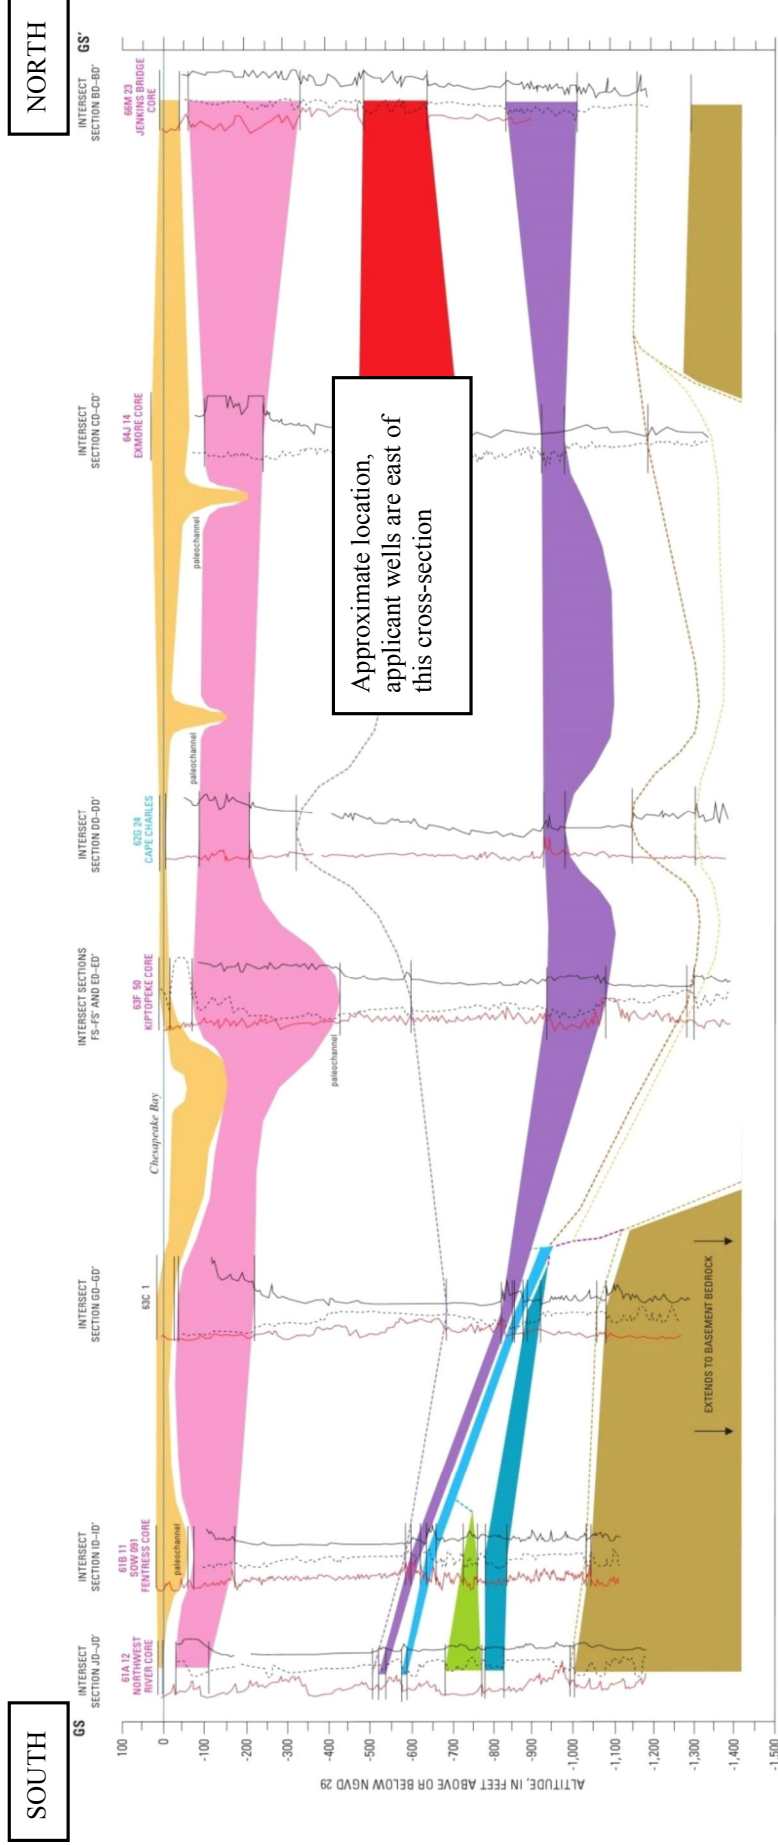 SOUTH
NORTH
GS
GS'
INTERSECT
SECTION JD–JD'
61A 12
NORTHWEST
RIVER CORE
INTERSECT
SECTION ID–ID'
61B 11
SOW 091
FENTRESS CORE
paleochannel
INTERSECT
SECTION GD–GD'
63C 1
Chesapeake Bay
INTERSECT SECTIONS
FS–FS' AND ED–ED'
63F 50
KIPTOPEKE CORE
paleochannel
INTERSECT
SECTION DD–DD'
62G 24
CAPE CHARLES
paleochannel
paleochannel
INTERSECT
SECTION CD–CD'
64J 14
EXMORE CORE
INTERSECT
SECTION BD–BD'
66M 23
JENKINS BRIDGE
CORE
Approximate location,
applicant wells are east of
this cross-section
EXTENDS TO BASEMENT BEDROCK
ALTITUDE, IN FEET ABOVE OR BELOW NGVD 29
100
0
-100
-200
-300
-400
-500
-600
-700
-800
-900
-1,000
-1,100
-1,200
-1,300
-1,400
-1,500